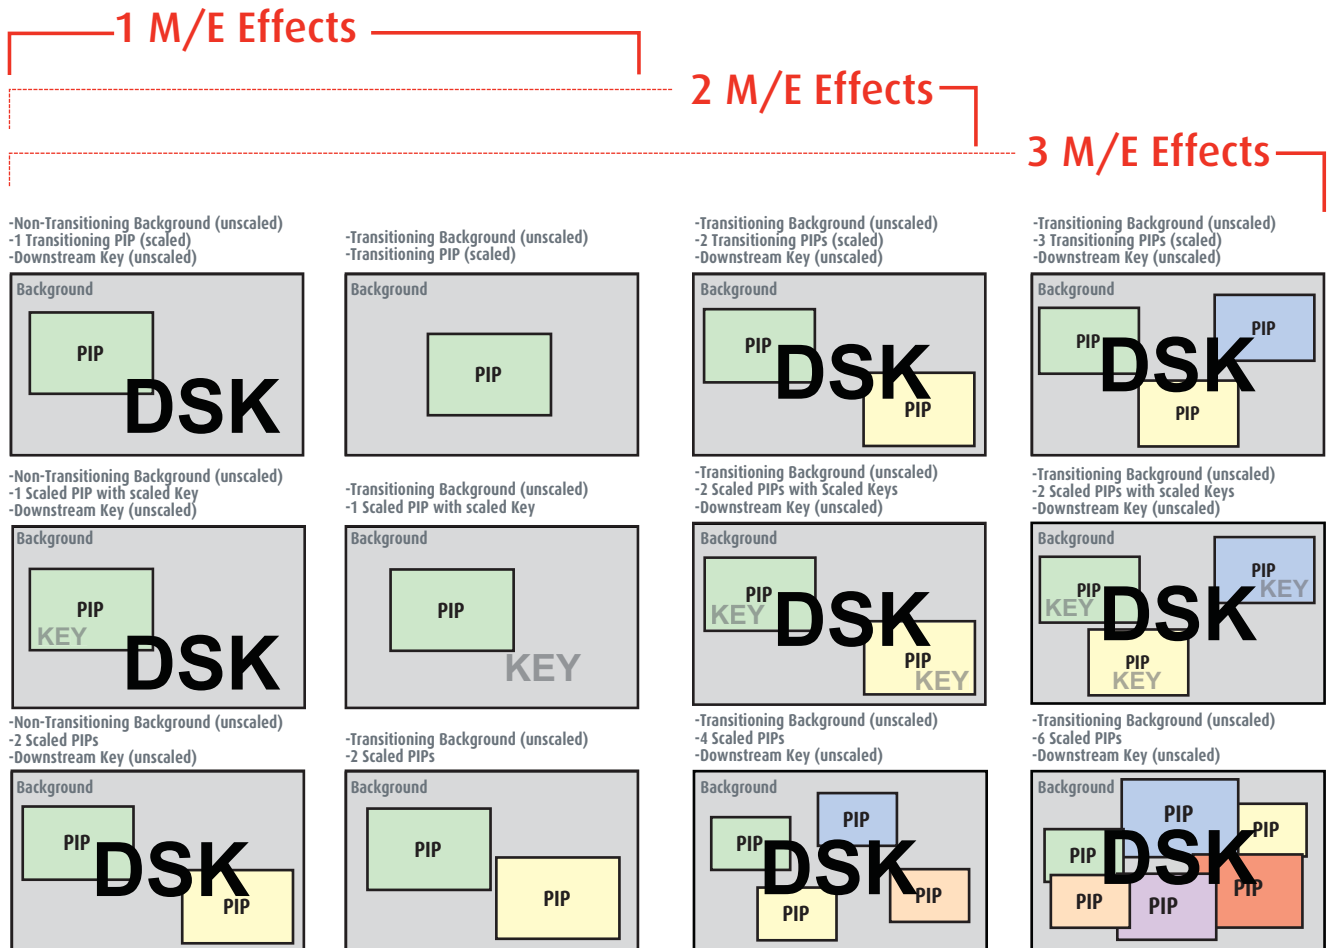 1 M/E Effects
2 M/E Effects
3 M/E Effects
-Non-Transitioning Background (unscaled)
-1 Transitioning PIP (scaled)
-Downstream Key (unscaled)
Background
PIP
DSK
-Transitioning Background (unscaled)
-Transitioning PIP (scaled)
Background
PIP
-Transitioning Background (unscaled)
-2 Transitioning PIPs (scaled)
-Downstream Key (unscaled)
Background
PIP
DSK
PIP
-Transitioning Background (unscaled)
-3 Transitioning PIPs (scaled)
-Downstream Key (unscaled)
Background
PIP
PIP
DSK
PIP
-Non-Transitioning Background (unscaled)
-1 Scaled PIP with scaled Key
-Downstream Key (unscaled)
Background
PIP
KEY
DSK
-Transitioning Background (unscaled)
-1 Scaled PIP with scaled Key
Background
PIP
KEY
-Transitioning Background (unscaled)
-2 Scaled PIPs with Scaled Keys
-Downstream Key (unscaled)
Background
PIP
KEY
DSK
PIP
KEY
-Transitioning Background (unscaled)
-2 Scaled PIPs with scaled Keys
-Downstream Key (unscaled)
Background
PIP
KEY
PIP
KEY
DSK
PIP
KEY
-Non-Transitioning Background (unscaled)
-2 Scaled PIPs
-Downstream Key (unscaled)
Background
PIP
DSK
PIP
-Transitioning Background (unscaled)
-2 Scaled PIPs
Background
PIP
PIP
-Transitioning Background (unscaled)
-4 Scaled PIPs
-Downstream Key (unscaled)
Background
PIP
PIP
DSK
PIP
PIP
-Transitioning Background (unscaled)
-6 Scaled PIPs
-Downstream Key (unscaled)
Background
PIP
PIP
PIP
DSK
PIP
PIP
PIP